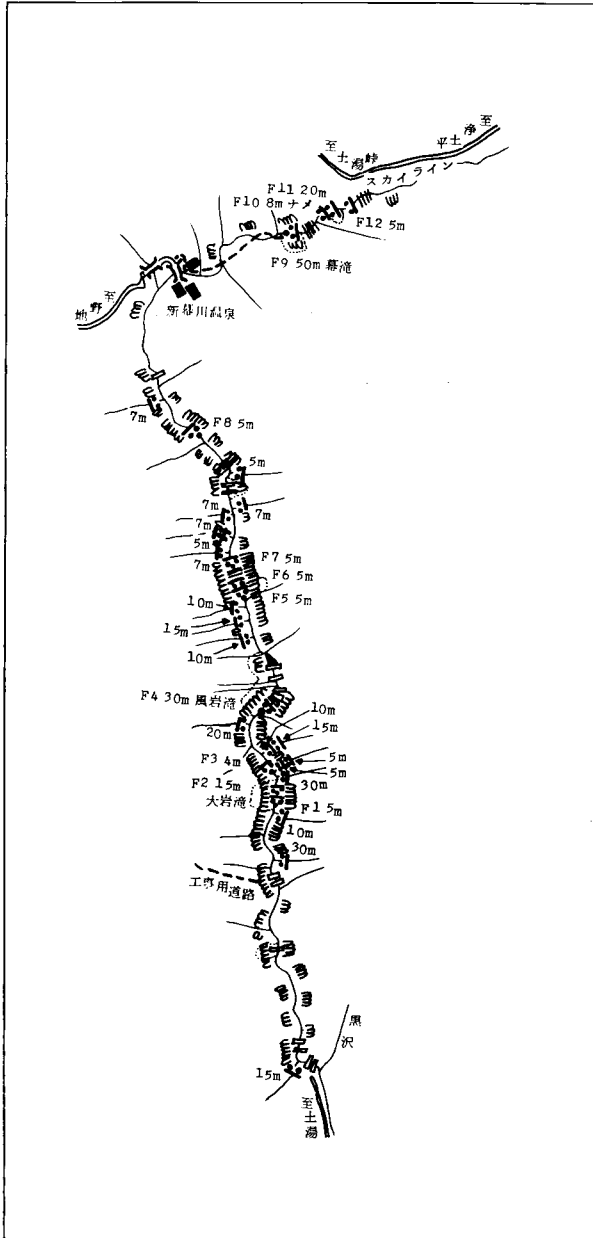 至土湯峠
至浄土平
スカイライン
F11 20m
F10 8mナメ
F12 5m
F9 50m 幕滝
至野地
新幕川温泉
7m
F8 5m
5m
7m
7m
7m
5m
7m
F7 5m
F6 5m
F5 5m
10m
15m
10m
F4 30m 風岩滝
10m
15m
20m
5m
5m
F3 4m
F2 15m
大岩滝
30m
F1 5m
10m
30m
工事用道路
黒沢
15m
至土湯